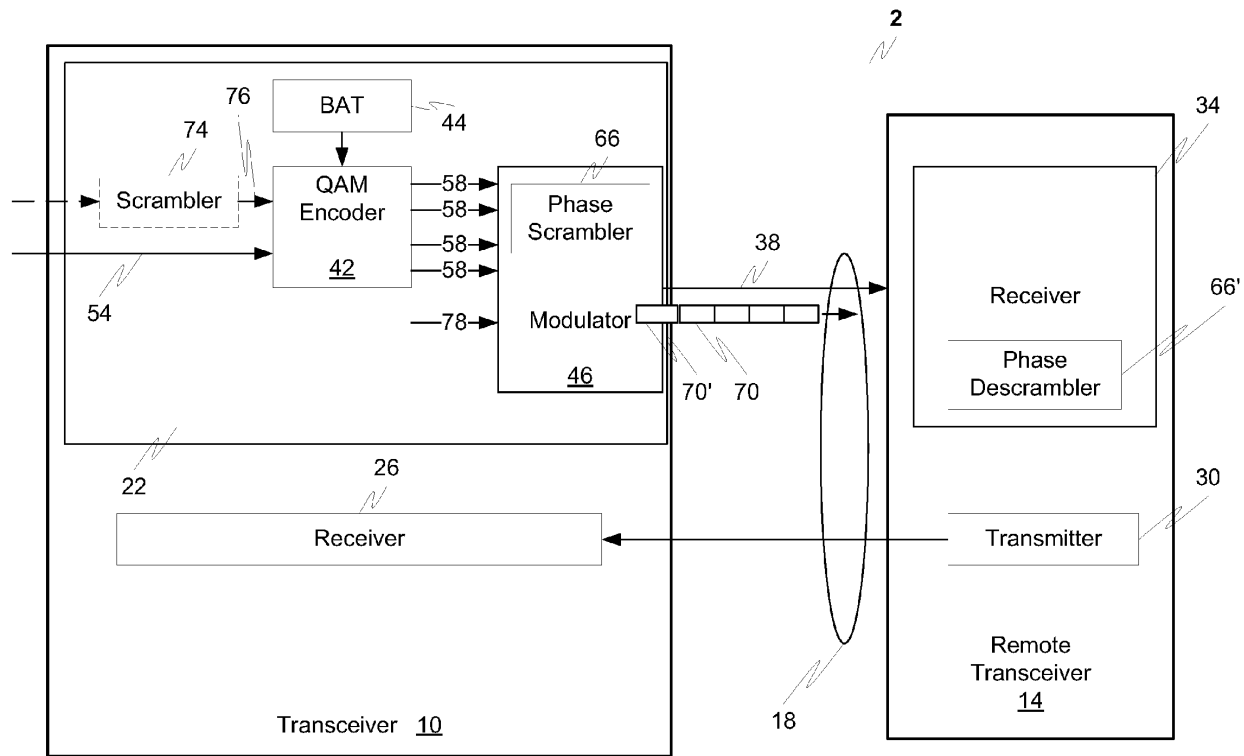 2
76
BAT
44
34
74
66
Scrambler
QAM
Encoder
42
58
58
58
58
Phase
Scrambler
38
54
78
Modulator
46
70'
70
Receiver
66'
Phase
Descrambler
22
26
Receiver
30
Transmitter
Remote
Transceiver
14
18
Transceiver 10